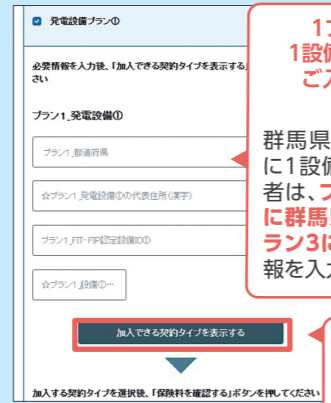 発電設備プラン①
必要情報を入力後、「加入できる契約タイプを表示する」
さい
プラン1_発電設備①
プラン1_都道府県
☆プラン1_発電設備①の代表住所(漢字)
プラン1_FIT・FIP認定設備ID①
☆プラン1_設備①…
加入できる契約タイプを表示する
加入する契約タイプを選択後、「保険料を確認する」ボタンを押してください
1プ
1設備
ご入
群馬県
に1設備
者は、プ
に群馬
ラン3に
報を入力